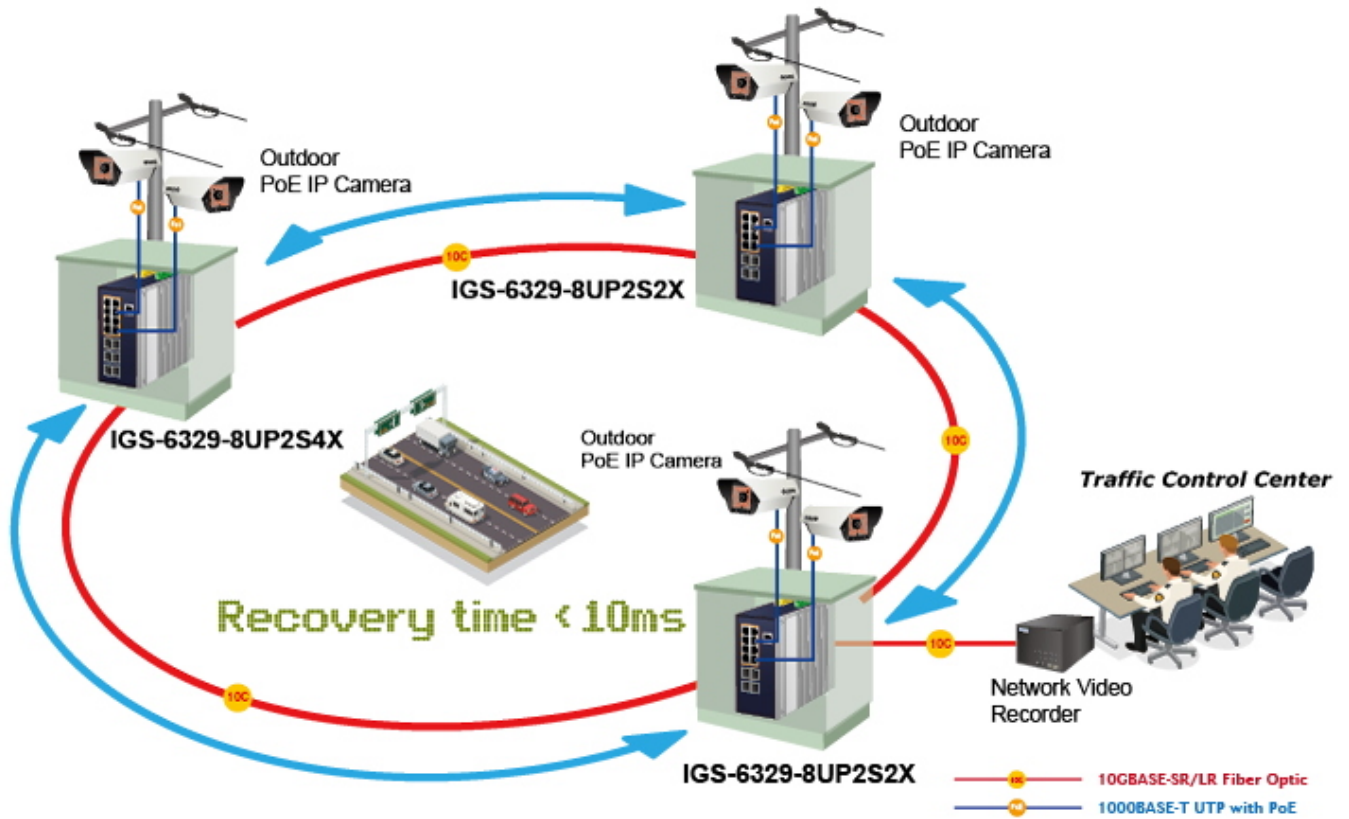 Outdoor
PoE IP Camera
Outdoor
PoE IP Camera
10G
IGS-6329-8UP2S2X
IGS-6329-8UP2S4X
Outdoor
PoE IP Camera
10G
Traffic Control Center
Recovery time < 10ms
10G
10G
Network Video
Recorder
IGS-6329-8UP2S2X
10GBASE-SR/LR Fiber Optic
PoE
1000BASE-T UTP with PoE